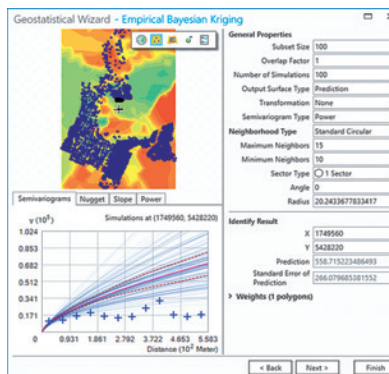 Geostatistical Wizard - Empirical Bayesian Kriging
General Properties
Subset Size 100
Overlap Factor 1
Number of Simulations 100
Output Surface Type Prediction
Transformation None
Semivariogram Type Power
Neighborhood Type Standard Circular
Maximum Neighbors 15
Minimum Neighbors 10
Sector Type 1 Sector
Angle 0
Radius 20.2433677833417
Identify Result
X 1749560
Y 5428220
Prediction 558.715223486493
Standard Error of Prediction 266.079685381552
Weights (1 polygons)
Semivariograms Nugget Slope Power
Simulations at (1749560, 5428220)
1.024
0.853
0.682
0.512
0.341
0.171
0 0.931 1.861 2.792 3.722 4.653 5.583
Distance (10² Meter)
< Back Next > Finish